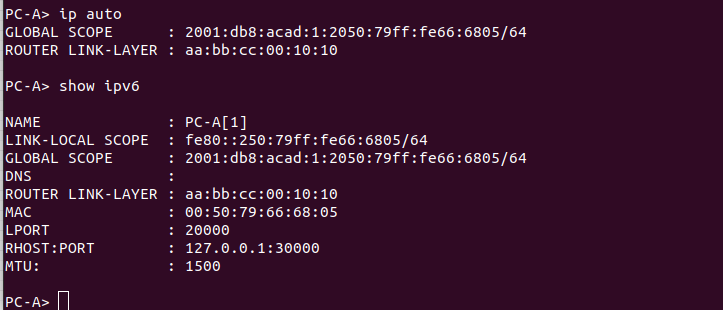 PC-A> ip auto
GLOBAL SCOPE      : 2001:db8:acad:1:2050:79ff:fe66:6805/64
ROUTER LINK-LAYER : aa:bb:cc:00:10:10
PC-A> show ipv6
NAME              : PC-A[1]
LINK-LOCAL SCOPE  : fe80::250:79ff:fe66:6805/64
GLOBAL SCOPE      : 2001:db8:acad:1:2050:79ff:fe66:6805/64
DNS               :
ROUTER LINK-LAYER : aa:bb:cc:00:10:10
MAC               : 00:50:79:66:68:05
LPORT             : 20000
RHOST:PORT        : 127.0.0.1:30000
MTU:              : 1500
PC-A>